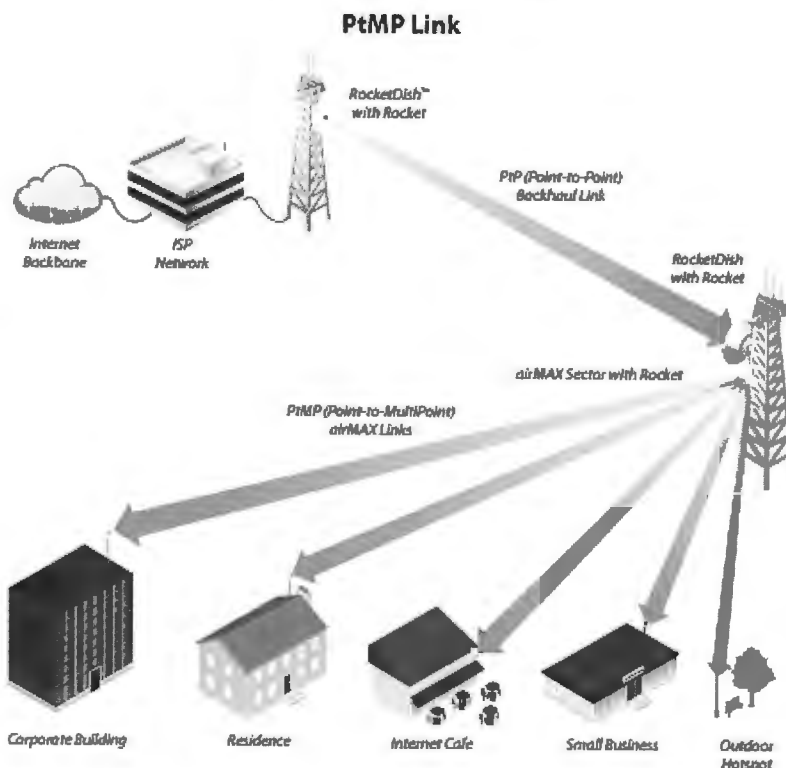 PtMP Link
RocketDish™
with Rocket
PtP (Point-to-Point)
Backhaul Link
Internet
Backbone
ISP
Network
RocketDish
with Rocket
airMAX Sector with Rocket
PtMP (Point-to-MultiPoint)
airMAX Links
Corporate Building
Residence
Internet Cafe
Small Business
Outdoor
Hotspot